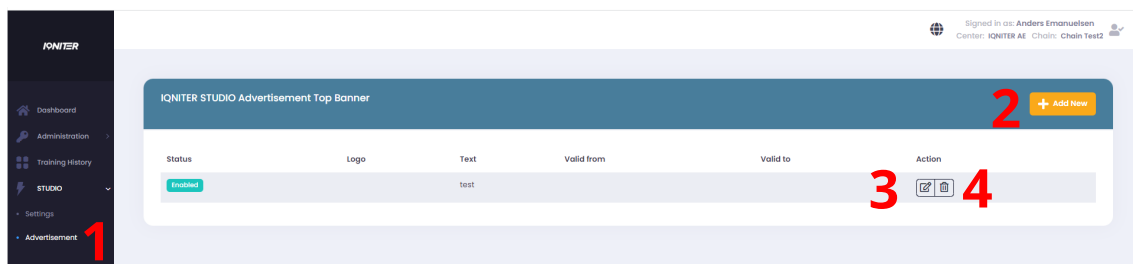 IQNITER
Signed in as: Anders Emanuelsen
Center: IQNITER AE Chain: Chain Test2
Dashboard
Administration
Training History
STUDIO
Settings
Advertisement
1
IQNITER STUDIO Advertisement Top Banner
2
+ Add New
Status Logo Text Valid from Valid to Action
Enabled test
3
4